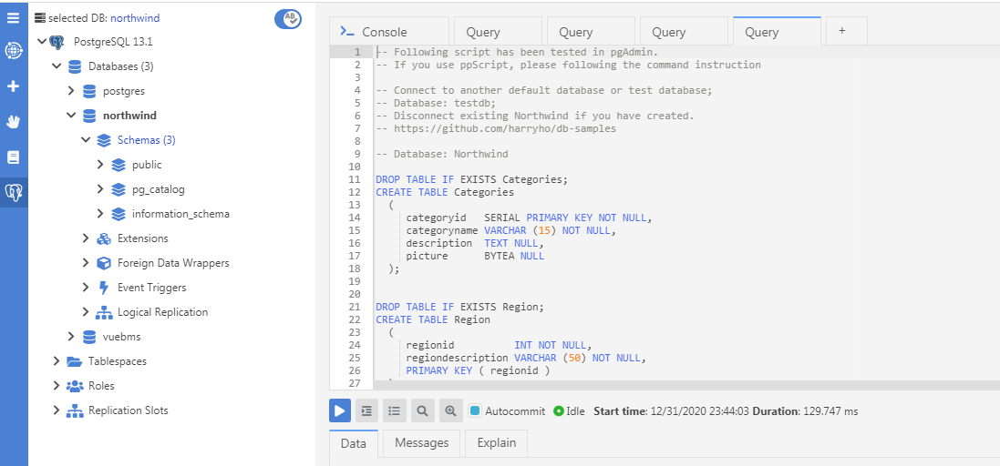 selected DB: northwind
AB
PostgreSQL 13.1
Databases (3)
postgres
northwind
Schemas (3)
public
pg_catalog
information_schema
Extensions
Foreign Data Wrappers
Event Triggers
Logical Replication
vuebms
Tablespaces
Roles
Replication Slots
Console
Query
Query
Query
Query
+
1 -- Following script has been tested in pgAdmin.
2 -- If you use ppScript, please following the command instruction
3
4 -- Connect to another default database or test database;
5 -- Database: testdb;
6 -- Disconnect existing Northwind if you have created.
7 -- https://github.com/harryho/db-samples
8
9 -- Database: Northwind
10
11 DROP TABLE IF EXISTS Categories;
12 CREATE TABLE Categories
13 (
14 categoryid SERIAL PRIMARY KEY NOT NULL,
15 categoryname VARCHAR (15) NOT NULL,
16 description TEXT NULL,
17 picture BYTEA NULL
18 );
19
20
21 DROP TABLE IF EXISTS Region;
22 CREATE TABLE Region
23 (
24 regionid INT NOT NULL,
25 regiondescription VARCHAR (50) NOT NULL,
26 PRIMARY KEY ( regionid )
27
Autocommit Idle Start time: 12/31/2020 23:44:03 Duration: 129.747 ms
Data
Messages
Explain